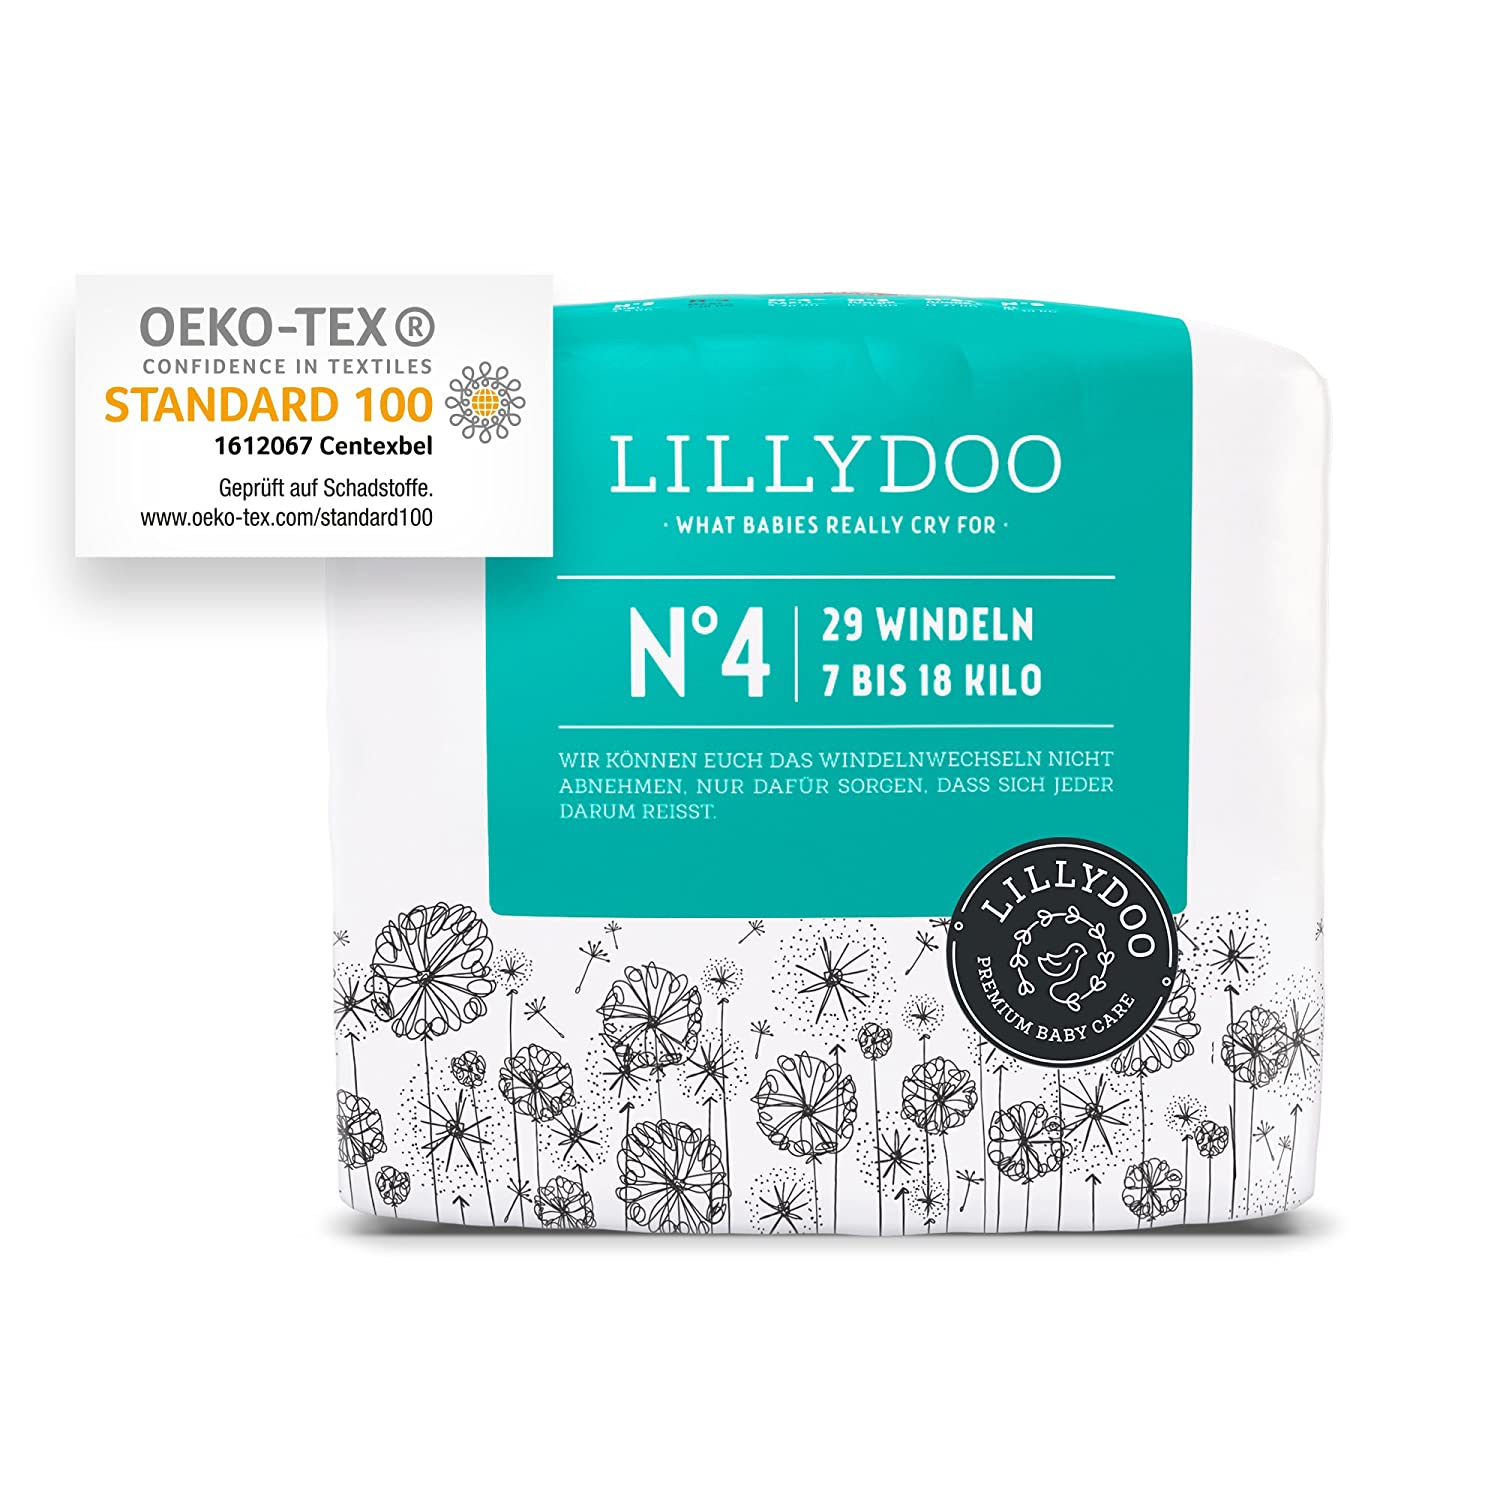 OEKO-TEX®
CONFIDENCE IN TEXTILES
STANDARD 100
1612067 Centexbel
Geprüft auf Schadstoffe.
www.oeko-tex.com/standard100
LILLYDOO
· WHAT BABIES REALLY CRY FOR ·
N°4
29 WINDELN
7 BIS 18 KILO
WIR KÖNNEN EUCH DAS WINDELNWECHSELN NICHT
ABNEHMEN, NUR DAFÜR SORGEN, DASS SICH JEDER
DARUM REISST.
LILLYDOO
PREMIUM BABY CARE